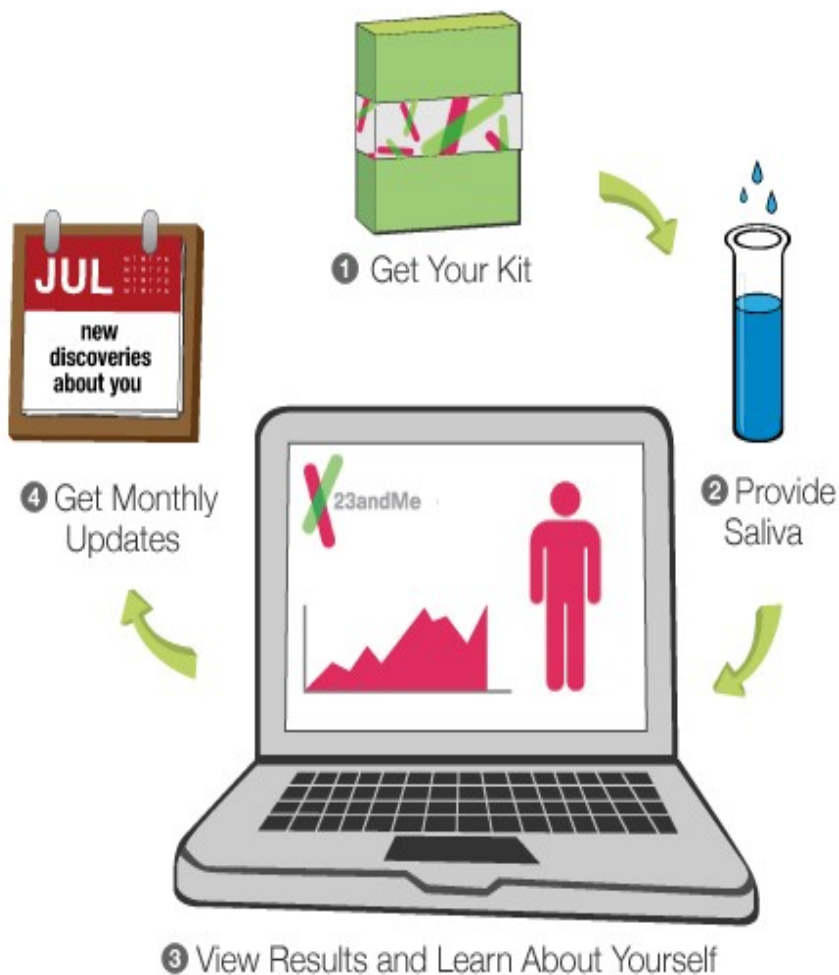 ❶ Get Your Kit
❷ Provide
Saliva
23andMe
❸ View Results and Learn About Yourself
JUL
new
discoveries
about you
❹ Get Monthly
Updates